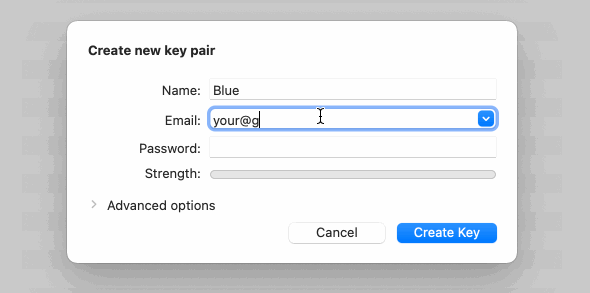 Create new key pair
Name: Blue
Email: your@g
Password:
Strength:
Advanced options
Cancel Create Key